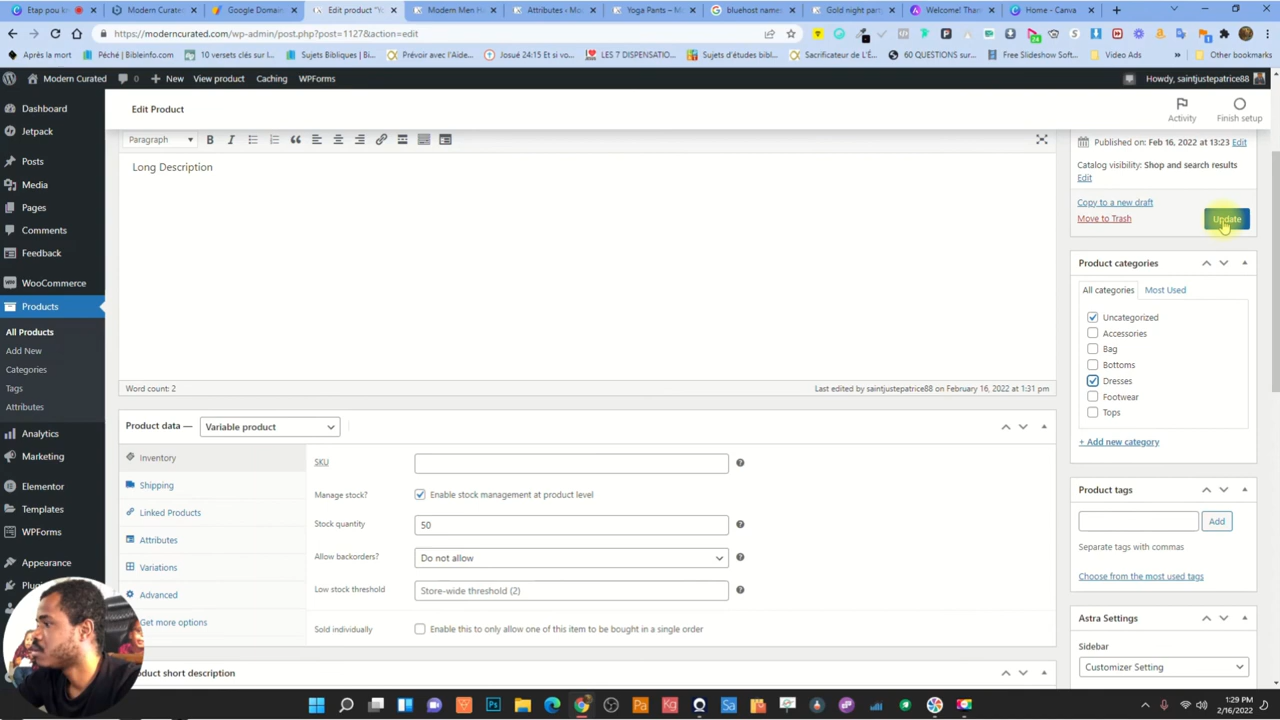 Etap pou kr
Modern Curated
Google Domain
Edit product "Yo
Modern Men H
Attributes ‹ Mo
Yoga Pants – M
bluehost names
Gold night part
Welcome! Than
Home - Canva
https://moderncurated.com/wp-admin/post.php?post=1127&action=edit
Après la mort
Péché | Bibleinfo.com
10 versets clefs sur l...
Sujets Bibliques | Bi...
Prévoir avec l'Aide...
Josué 24:15 Et si vo...
LES 7 DISPENSATIO...
Sujets d'études bibl...
Sacrificateur de L'É...
60 QUESTIONS sur...
Free Slideshow Soft...
Video Ads
Other bookmarks
Modern Curated
0
New
View product
Caching
WPForms
Howdy, saintjustepatrice88
Dashboard
Jetpack
Posts
Media
Pages
Comments
Feedback
WooCommerce
Products
All Products
Add New
Categories
Tags
Attributes
Analytics
Marketing
Elementor
Templates
WPForms
Appearance
Edit Product
Activity
Finish setup
Paragraph
B
I
Long Description
Word count: 2
Last edited by saintjustepatrice88 on February 16, 2022 at 1:31 pm
Product data —
Variable product
Inventory
Shipping
Linked Products
Attributes
Variations
Advanced
Get more options
SKU
Manage stock?
Enable stock management at product level
Stock quantity
50
Allow backorders?
Do not allow
Low stock threshold
Store-wide threshold (2)
Sold individually
Enable this to only allow one of this item to be bought in a single order
oduct short description
Published on: Feb 16, 2022 at 13:23 Edit
Catalog visibility: Shop and search results
Edit
Copy to a new draft
Move to Trash
Update
Product categories
All categories
Most Used
Uncategorized
Accessories
Bag
Bottoms
Dresses
Footwear
Tops
+ Add new category
Product tags
Add
Separate tags with commas
Choose from the most used tags
Astra Settings
Sidebar
Customizer Setting
1:29 PM
2/16/2022